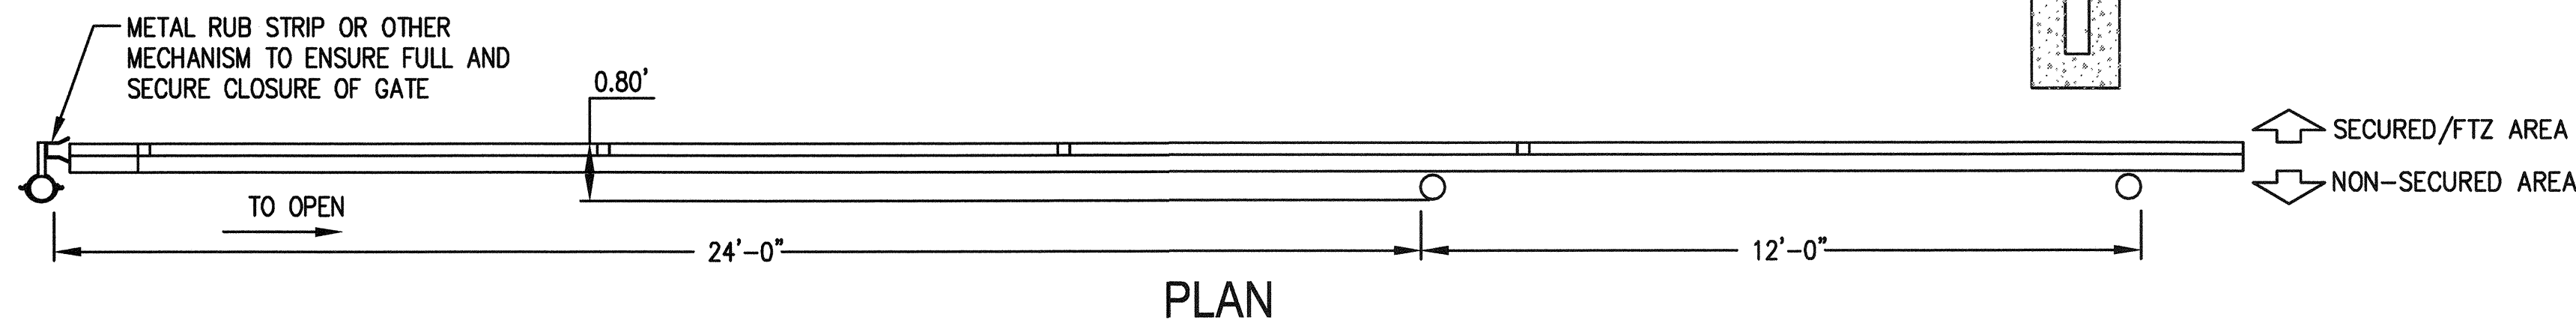 METAL RUB STRIP OR OTHER
MECHANISM TO ENSURE FULL AND
SECURE CLOSURE OF GATE
0.80'
SECURED/FTZ AREA
NON-SECURED AREA
TO OPEN
24'-0"
12'-0"
PLAN